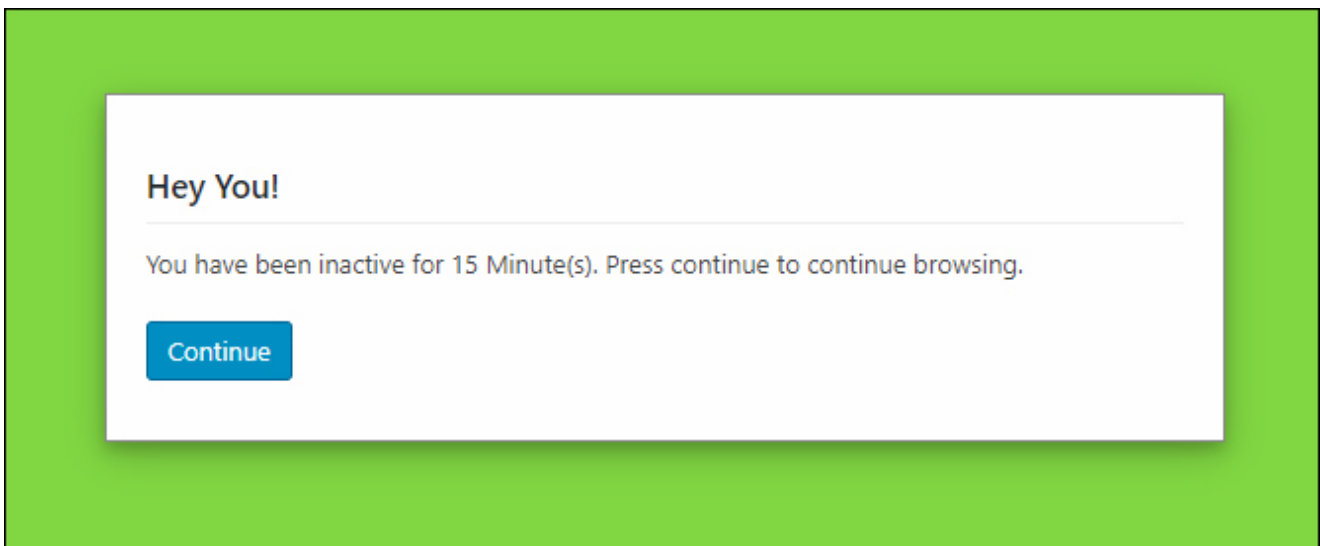 Hey You!
You have been inactive for 15 Minute(s). Press continue to continue browsing.
Continue